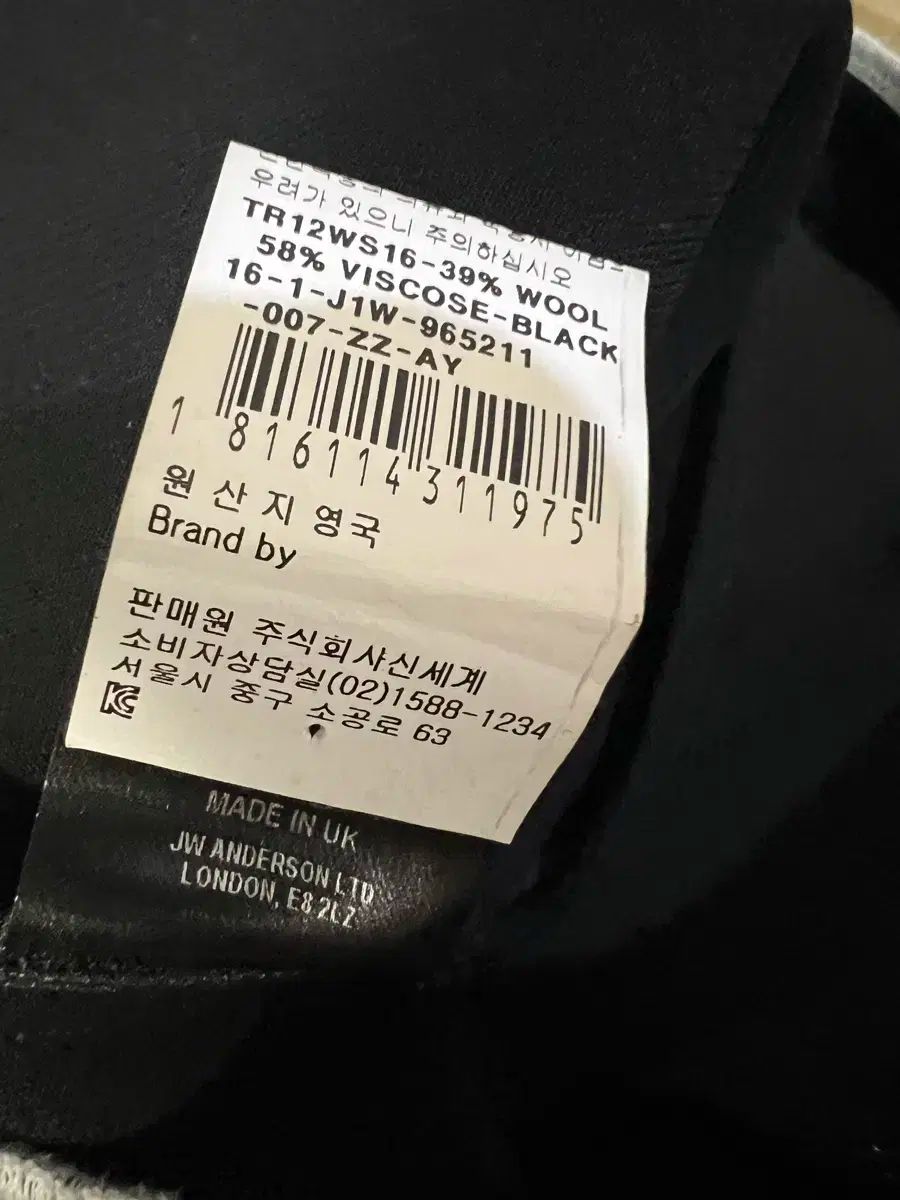 우려가 있으니 주의하십시오
TR12WS16-39% WOOL
58% VISCOSE-BLACK
16-1-J1W-965211
-007-ZZ-AY
1 816114 311975
원 산 지 영국
Brand by
판매원 주식회사신세계
소비자상담실(02)1588-1234
서울시 중구 소공로 63
MADE IN UK
JW ANDERSON LTD
LONDON, E8 2LZ